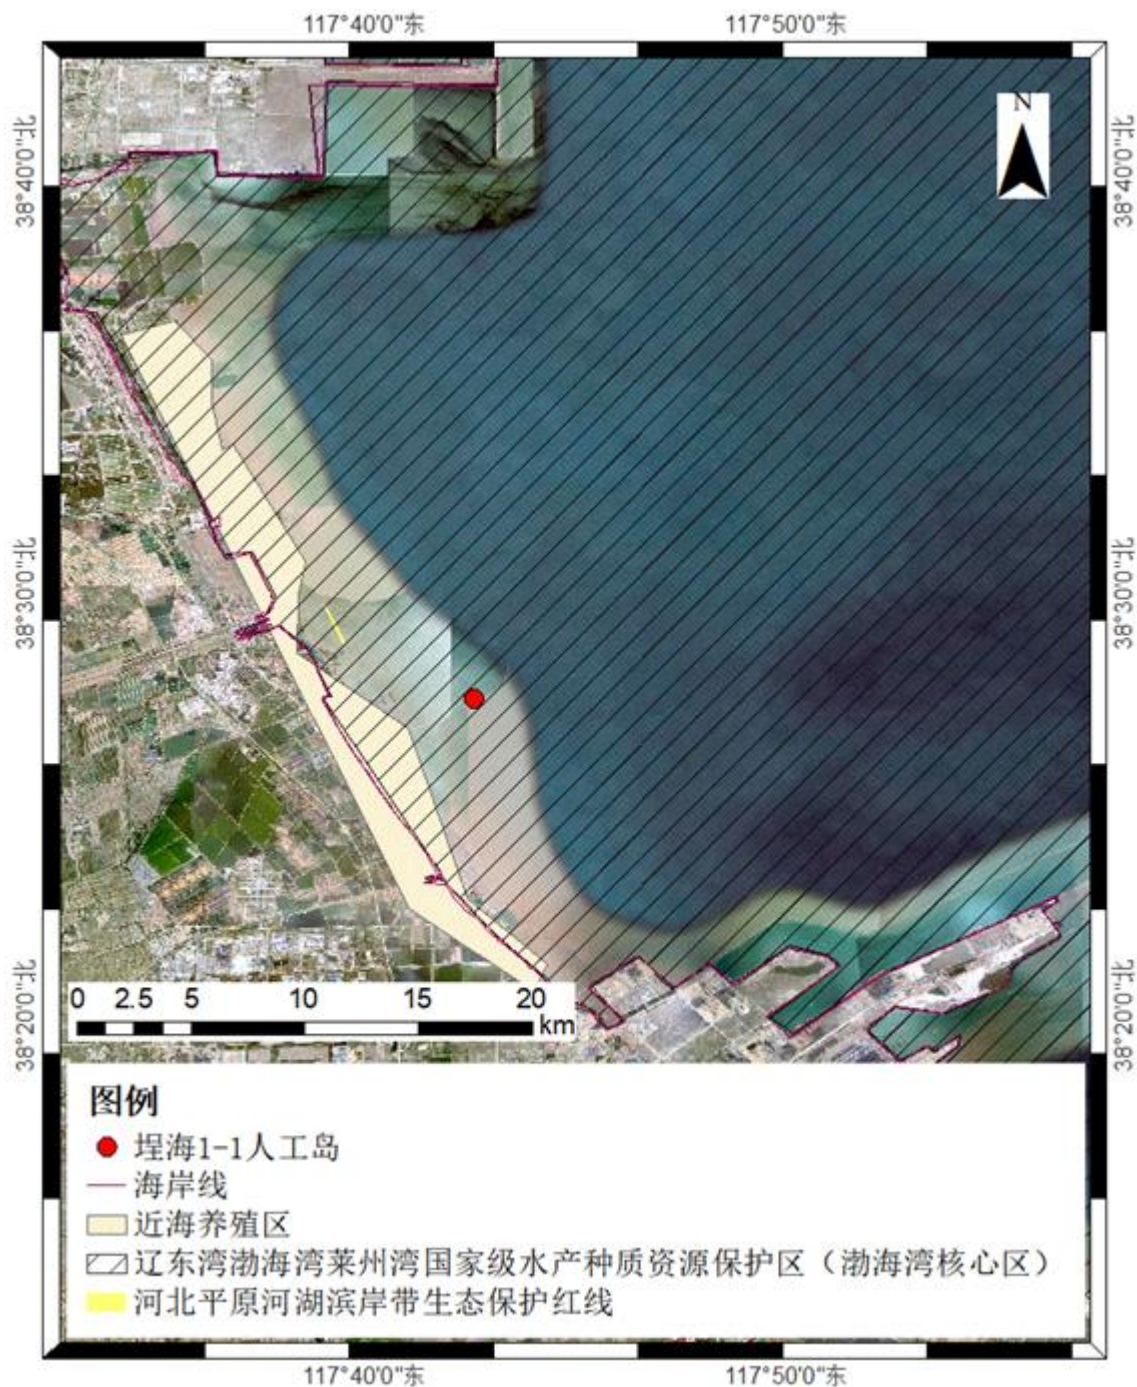 117°40'0"东 117°50'0"东
N
38°40'0"北 38°40'0"北
38°30'0"北 38°30'0"北
38°20'0"北 38°20'0"北
0 2.5 5 10 15 20
km
图例
埕海1-1人工岛
海岸线
近海养殖区
辽东湾渤海湾莱州湾国家级水产种质资源保护区（渤海湾核心区）
河北平原河湖滨岸带生态保护红线
117°40'0"东 117°50'0"东